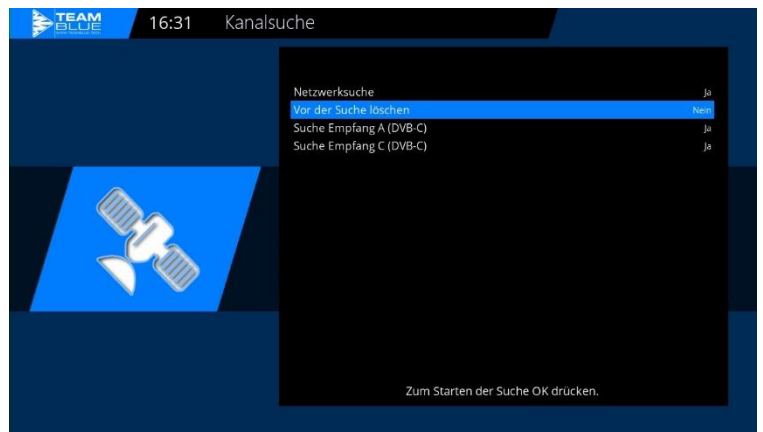 TEAM
BLUE
16:31 Kanalsuche
Netzwerksuche Ja
Vor der Suche löschen Nein
Suche Empfang A (DVB-C) Ja
Suche Empfang C (DVB-C) Ja
Zum Starten der Suche OK drücken.